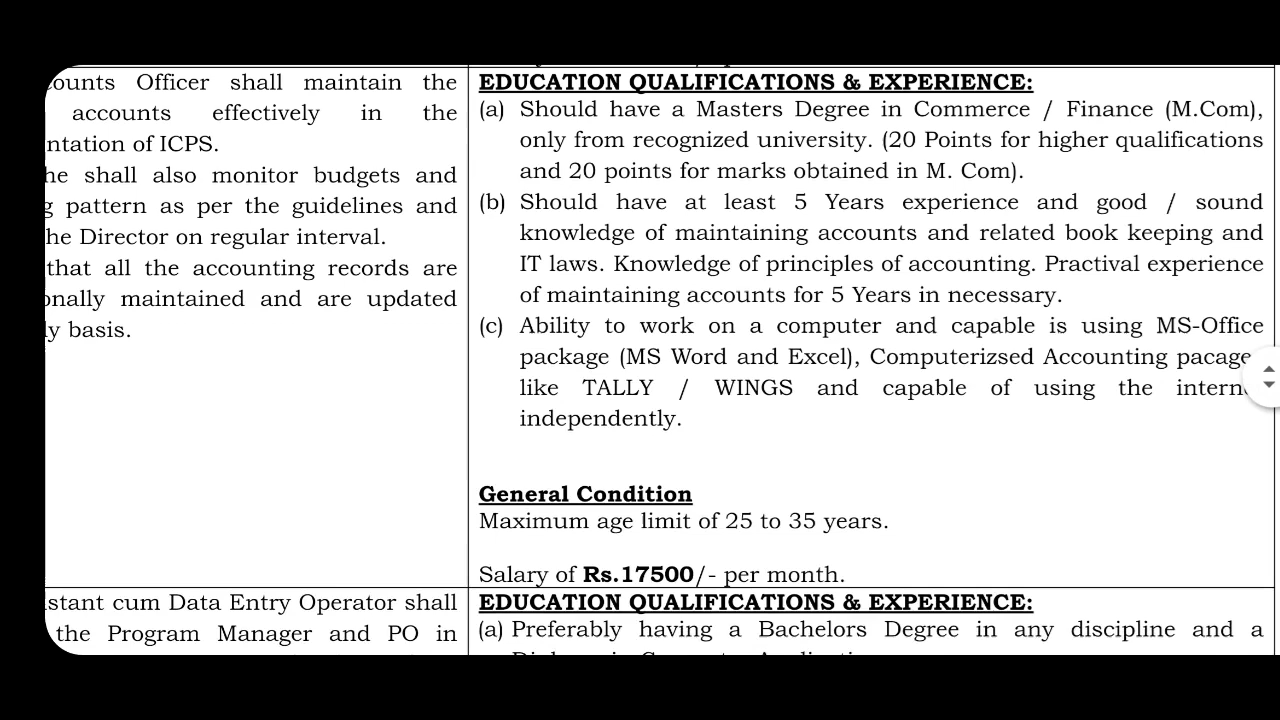 ounts Officer shall maintain the
accounts effectively in the
ntation of ICPS.
he shall also monitor budgets and
g pattern as per the guidelines and
he Director on regular interval.
that all the accounting records are
onally maintained and are updated
ly basis.
EDUCATION QUALIFICATIONS & EXPERIENCE:
(a) Should have a Masters Degree in Commerce / Finance (M.Com),
only from recognized university. (20 Points for higher qualifications
and 20 points for marks obtained in M. Com).
(b) Should have at least 5 Years experience and good / sound
knowledge of maintaining accounts and related book keeping and
IT laws. Knowledge of principles of accounting. Practival experience
of maintaining accounts for 5 Years in necessary.
(c) Ability to work on a computer and capable is using MS-Office
package (MS Word and Excel), Computerizsed Accounting pacage
like TALLY / WINGS and capable of using the intern
independently.
General Condition
Maximum age limit of 25 to 35 years.
Salary of Rs.17500/- per month.
istant cum Data Entry Operator shall
the Program Manager and PO in
EDUCATION QUALIFICATIONS & EXPERIENCE:
(a) Preferably having a Bachelors Degree in any discipline and a